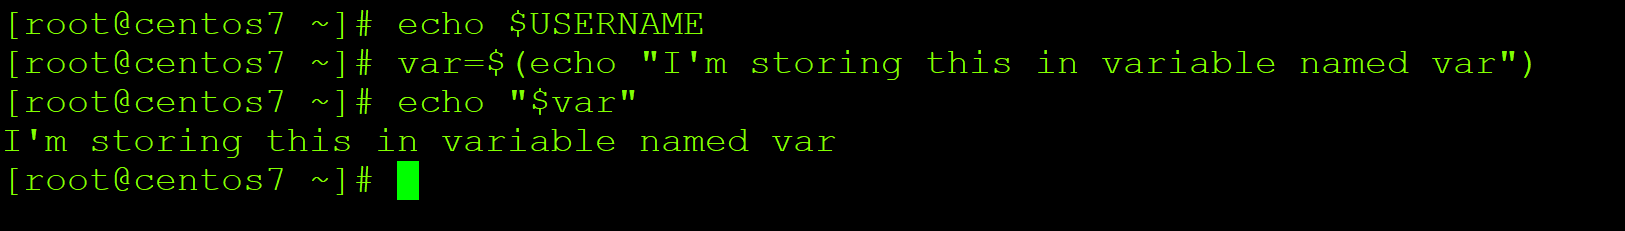 [root@centos7 ~]# echo $USERNAME
[root@centos7 ~]# var=$(echo "I'm storing this in variable named var")
[root@centos7 ~]# echo "$var"
I'm storing this in variable named var
[root@centos7 ~]#